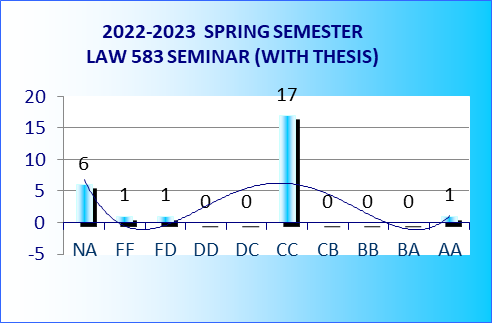 2022-2023 SPRING SEMESTER
LAW 583 SEMINAR (WITH THESIS)
20
15
10
5
0
-5
6
1
1
0
0
17
0
0
0
1
NA
FF
FD
DD
DC
CC
CB
BB
BA
AA